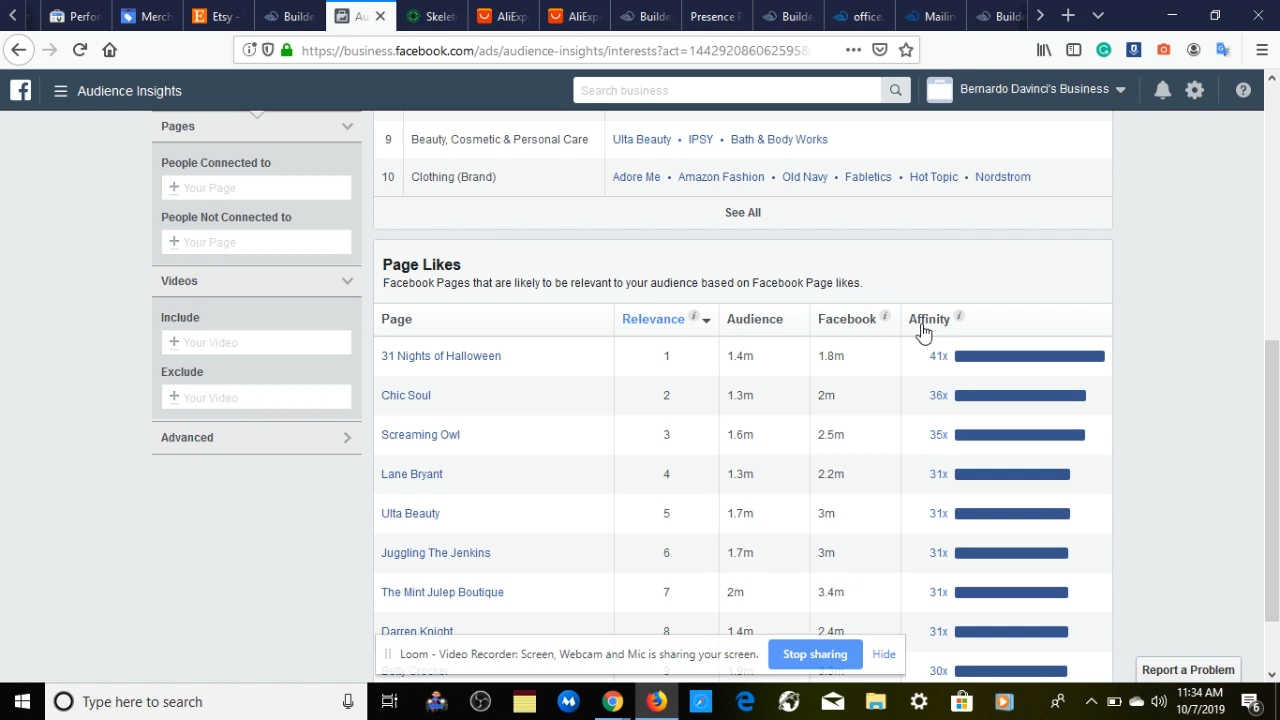 Perfor
Merch
Etsy -
Builde
Au
Skelet
AliExp
AliExp
Builde
Presence P
Builde
office.
Mailin
Builde
https://business.facebook.com/ads/audience-insights/interests?act=144292086062595&
Audience Insights
Search business
Bernardo Davinci's Business
Pages
People Connected to
+ Your Page
People Not Connected to
+ Your Page
Videos
Include
+ Your Video
Exclude
+ Your Video
Advanced
9 Beauty, Cosmetic & Personal Care Ulta Beauty • IPSY • Bath & Body Works
10 Clothing (Brand) Adore Me • Amazon Fashion • Old Navy • Fabletics • Hot Topic • Nordstrom
See All
Page Likes
Facebook Pages that are likely to be relevant to your audience based on Facebook Page likes.
Page Relevance Audience Facebook Affinity
31 Nights of Halloween 1 1.4m 1.8m 41x
Chic Soul 2 1.3m 2m 36x
Screaming Owl 3 1.6m 2.5m 35x
Lane Bryant 4 1.3m 2.2m 31x
Ulta Beauty 5 1.7m 3m 31x
Juggling The Jenkins 6 1.7m 3m 31x
The Mint Julep Boutique 7 2m 3.4m 31x
Darren Knight 8 1.4m 2.4m 31x
Betty Crocker 9 30x
Loom - Video Recorder: Screen, Webcam and Mic is sharing your screen. Stop sharing Hide
Report a Problem
Type here to search
11:34 AM
10/7/2019
6